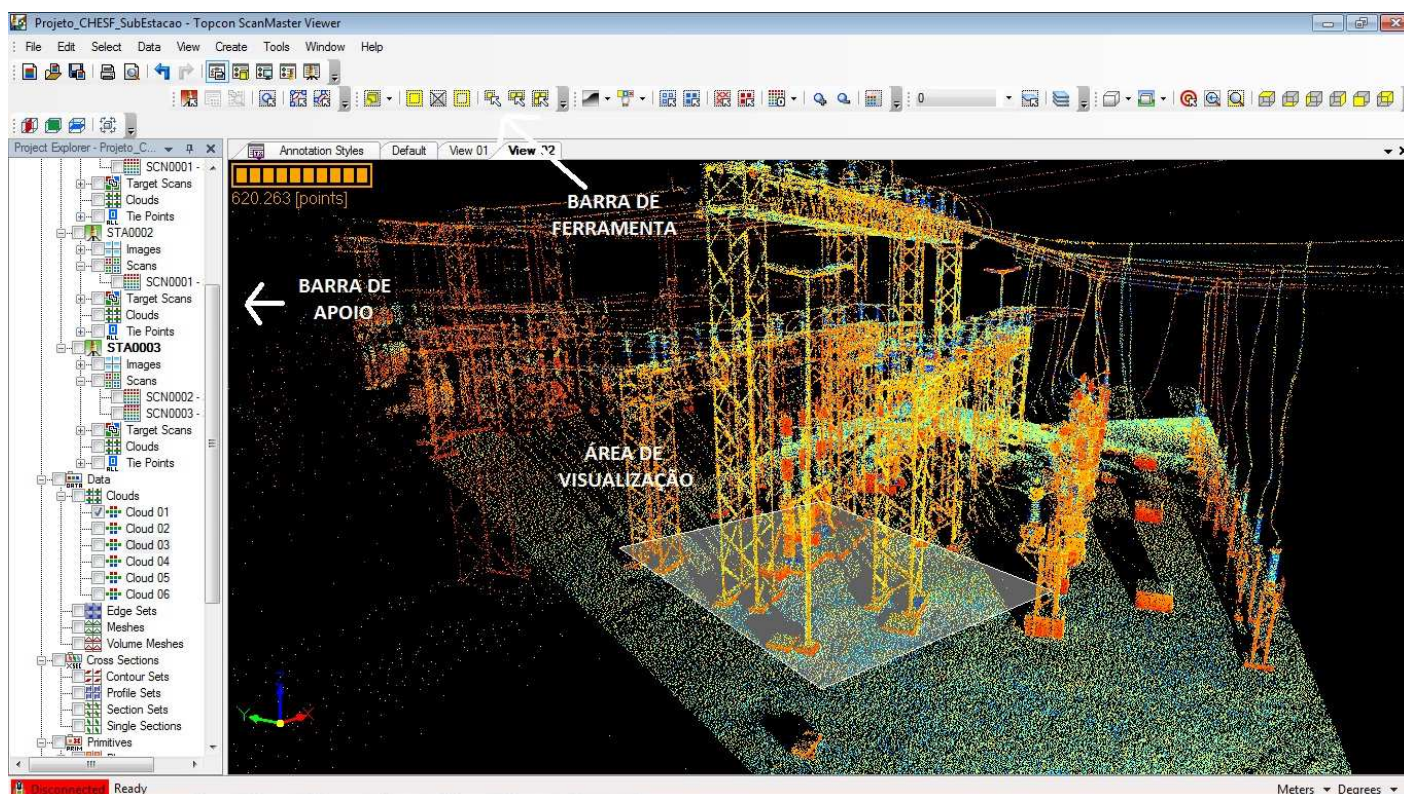 Projeto_CHESF_SubEstacao - Topcon ScanMaster Viewer
File Edit Select Data View Create Tools Window Help
0
Project Explorer - Projeto_C...
Annotation Styles Default View 01 View 02
SCN0001 -
Target Scans
Clouds
Tie Points
STA0002
Images
Scans
SCN0001 -
Target Scans
Clouds
Tie Points
STA0003
Images
Scans
SCN0002 -
SCN0003 -
Target Scans
Clouds
Tie Points
Data
Clouds
Cloud 01
Cloud 02
Cloud 03
Cloud 04
Cloud 05
Cloud 06
Edge Sets
Meshes
Volume Meshes
Cross Sections
Contour Sets
Profile Sets
Section Sets
Single Sections
Primitives
620.263 [points]
BARRA DE
FERRAMENTA
BARRA DE
APOIO
ÁREA DE
VISUALIZAÇÃO
Y X
Disconnected Ready
Meters Degrees